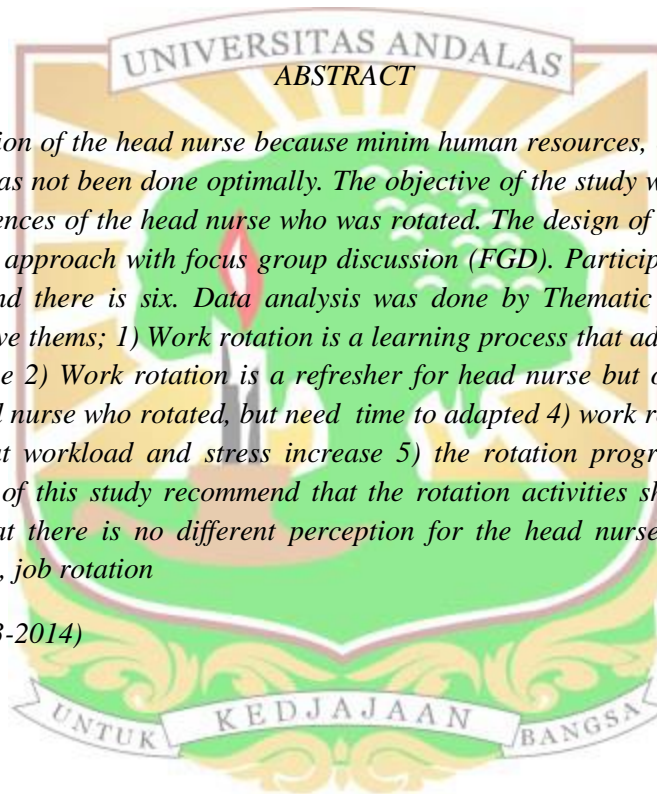 UNIVERSITAS ANDALAS
ABSTRACT
ion of the head nurse because minim human resources,
as not been done optimally. The objective of the study w
ences of the head nurse who was rotated. The design of
approach with focus group discussion (FGD). Particip
nd there is six. Data analysis was done by Thematic
ve thems; 1) Work rotation is a learning process that ad
e 2) Work rotation is a refresher for head nurse but o
d nurse who rotated, but need time to adapted 4) work r
at workload and stress increase 5) the rotation progr
of this study recommend that the rotation activities sh
at there is no different perception for the head nurse
, job rotation
3-2014)
UNTUK KEDJAJAAN BANGSA